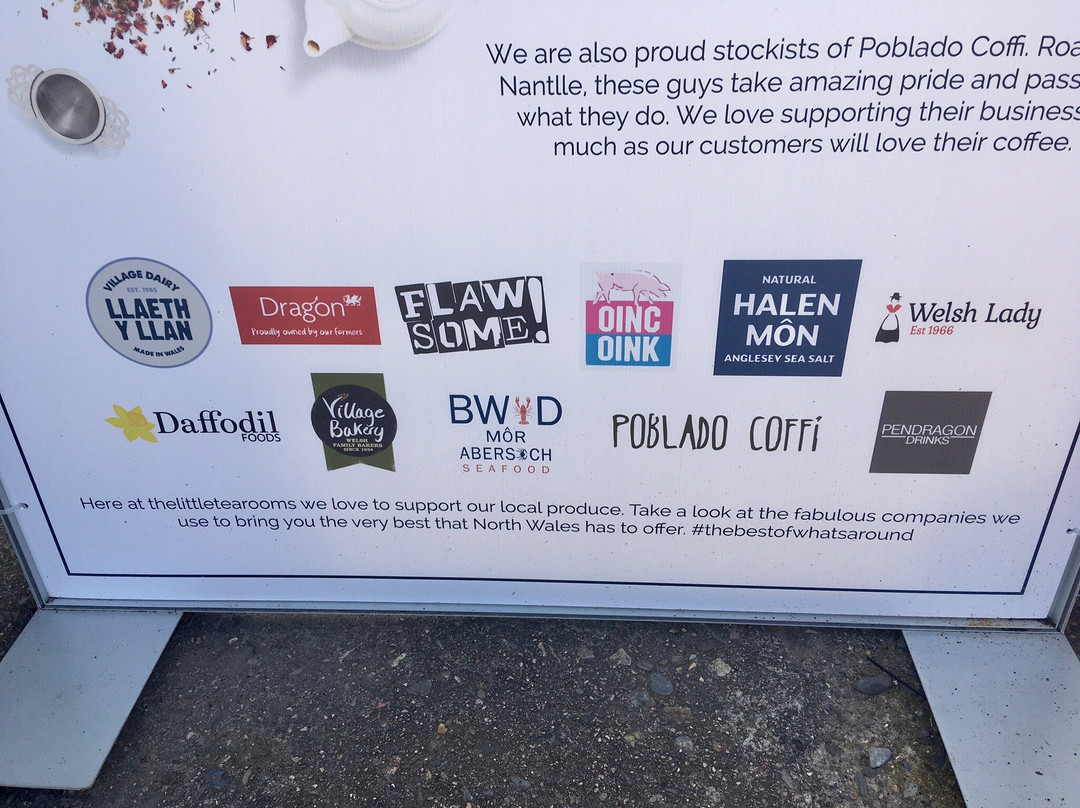 We are also proud stockists of Poblado Coffi.
Nantlle, these guys take amazing pride and
what they do. We love supporting their business
much as our customers will love their coffee.
VILLAGE DAIRY
EST. 1985
LLAETH
Y LLAN
MADE IN WALES
Dragon
Proudly owned by our farmers
FLAW
SOME!
OINC
OINK
NATURAL
HALEN
MÔN
ANGLESEY SEA SALT
Welsh Lady
Est 1966
Daffodil
FOODS
Village
Bakery
WELSH
FAMILY BAKERS
SINCE 1934
BWYD
MÔR
ABERSOCH
SEAFOOD
POBLADO COFFi
PENDRAGON
DRINKS
Here at thelittletearooms we love to support our local produce. Take a look at the fabulous companies we
use to bring you the very best that North Wales has to offer. #thebestofwhatsaround